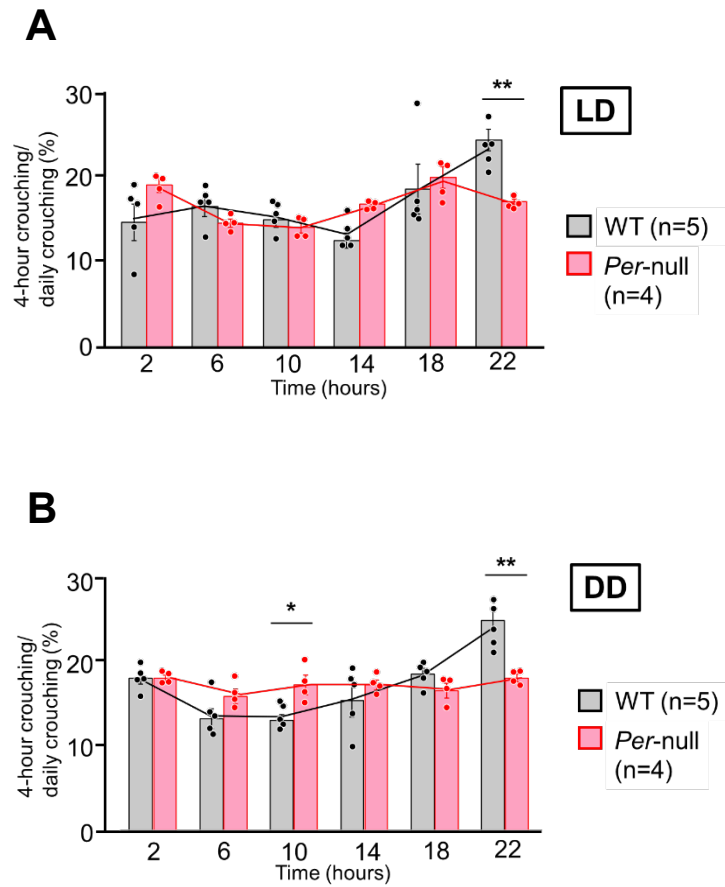 A
4-hour crouching/
daily crouching (%)
30
20
10
0
**
2 6 10 14 18 22
Time (hours)
LD
WT (n=5)
Per-null
(n=4)
B
4-hour crouching/
daily crouching (%)
30
20
10
0
*
**
2 6 10 14 18 22
Time (hours)
DD
WT (n=5)
Per-null
(n=4)